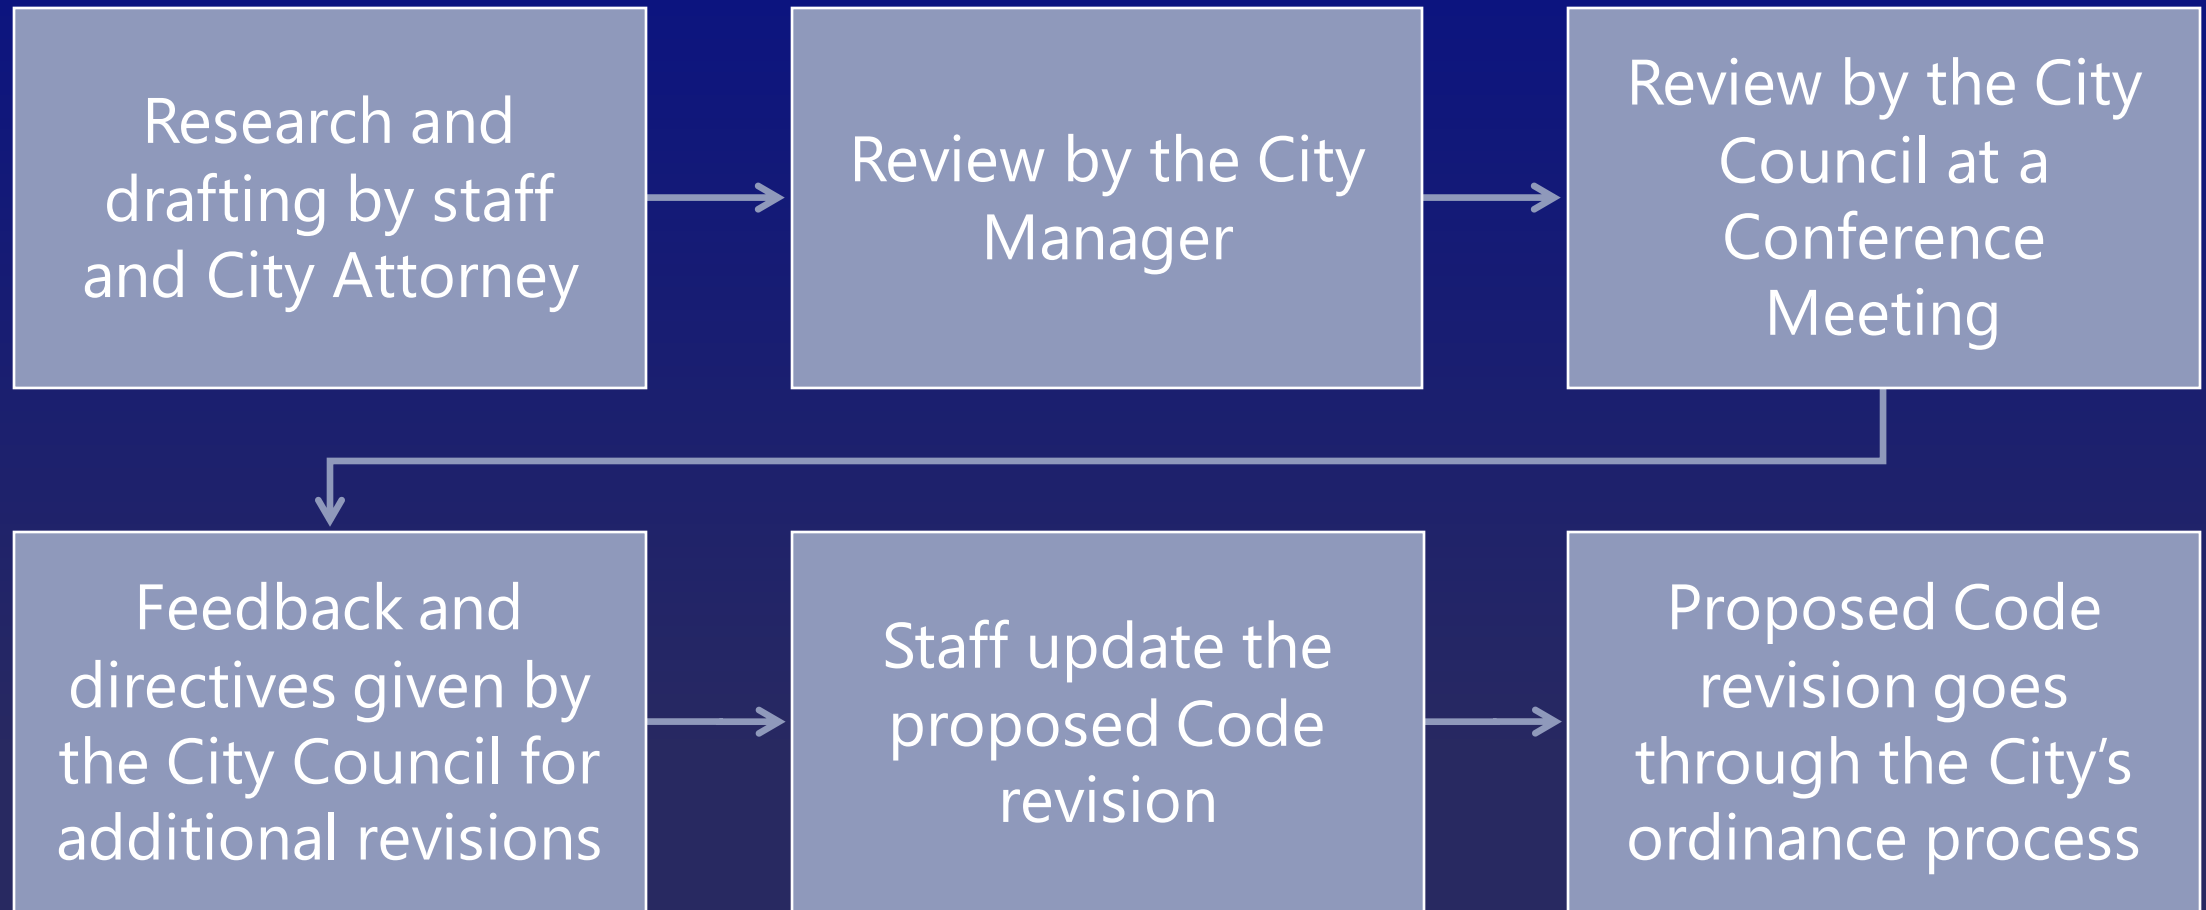 Research and
drafting by staff
and City Attorney
Review by the City
Manager
Review by the City
Council at a
Conference
Meeting
Feedback and
directives given by
the City Council for
additional revisions
Staff update the
proposed Code
revision
Proposed Code
revision goes
through the City’s
ordinance process